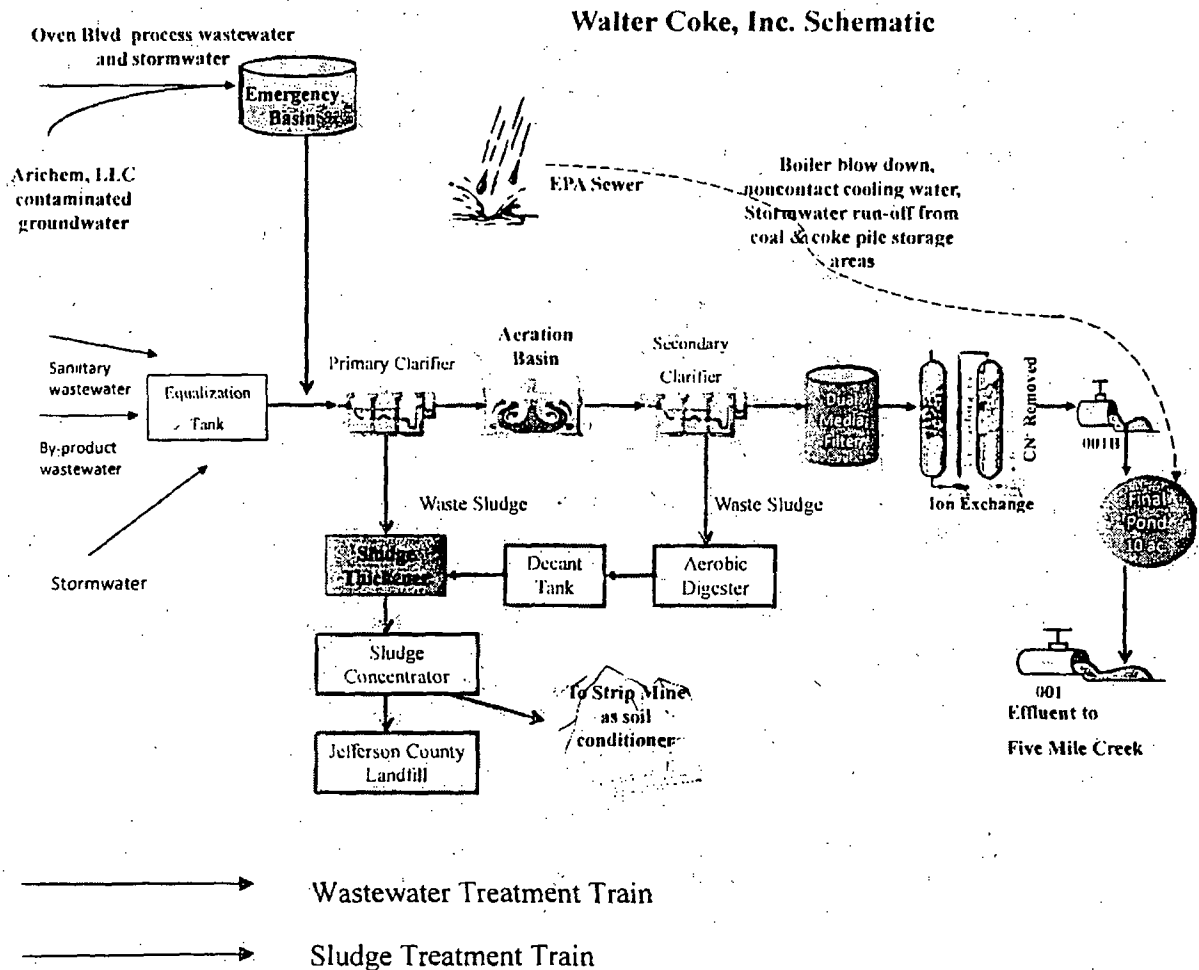 Walter Coke, Inc. Schematic
Oven Blvd process wastewater
and stormwater
Emergency
Basin
Arichem, LLC
contaminated
groundwater
EPA Sewer
Boiler blow down,
noncontact cooling water,
Stormwater run-off from
coal & coke pile storage
areas
Sanitary
wastewater
By-product
wastewater
Stormwater
Equalization
Tank
Primary Clarifier
Aeration
Basin
Secondary
Clarifier
Dual
Media
Filter
CN- Removed
Ion Exchange
001B
Final
Pond
10 ac.
Waste Sludge
Waste Sludge
Sludge
Thickener
Decant
Tank
Aerobic
Digester
Sludge
Concentrator
To Strip Mine
as soil
conditioner
Jefferson County
Landfill
001
Effluent to
Five Mile Creek
Wastewater Treatment Train
Sludge Treatment Train